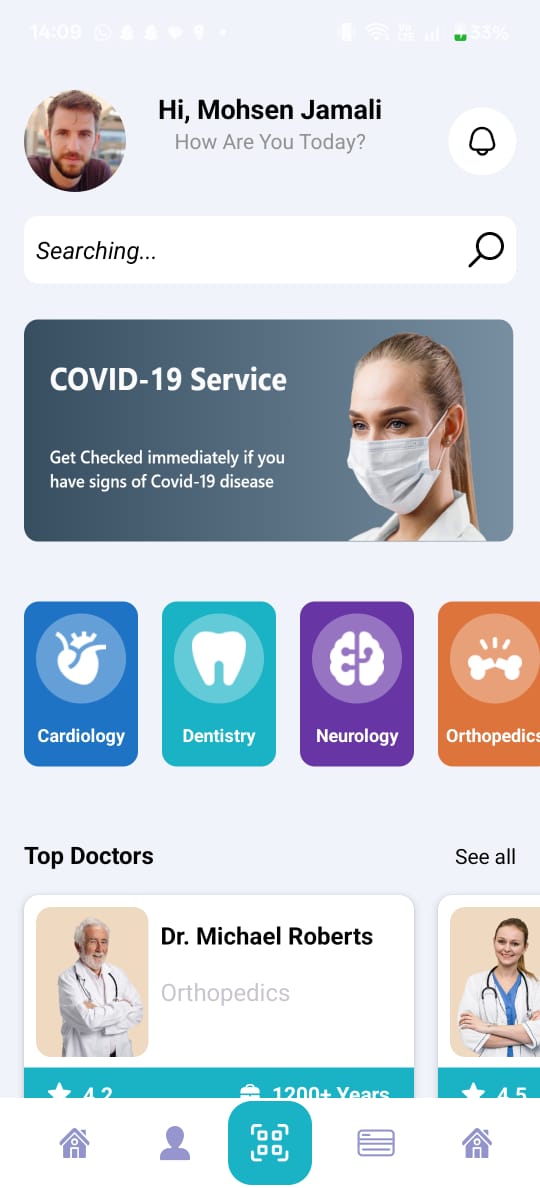 14:09
Vo
LTE
53%
Hi, Mohsen Jamali
How Are You Today?
Searching...
COVID-19 Service
Get Checked immediately if you
have signs of Covid-19 disease
Cardiology
Dentistry
Neurology
Orthopedics
Top Doctors
See all
Dr. Michael Roberts
Orthopedics
4.2
1200+ Years
4.5